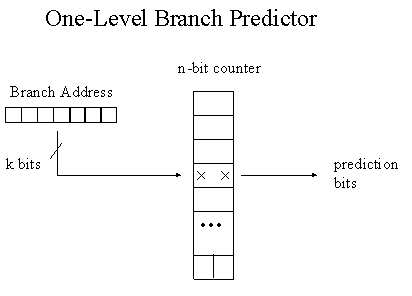 One-Level Branch Predictor
n-bit counter
Branch Address
k bits
× ×
prediction
bits
•••